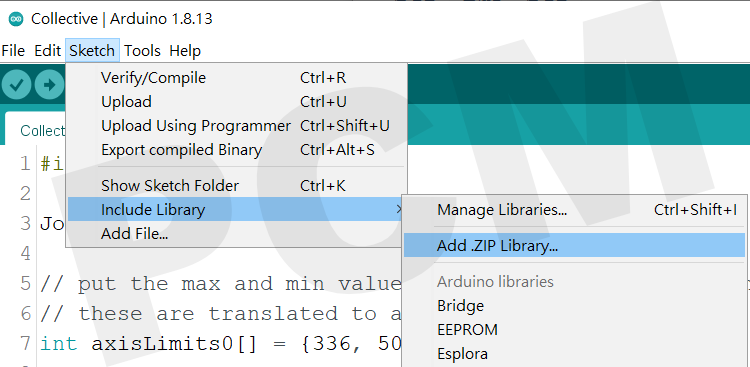 Collective | Arduino 1.8.13
File Edit Sketch Tools Help
Verify/Compile Ctrl+R
Upload Ctrl+U
Upload Using Programmer Ctrl+Shift+U
Export compiled Binary Ctrl+Alt+S
Show Sketch Folder Ctrl+K
Include Library
Add File...
Manage Libraries... Ctrl+Shift+I
Add .ZIP Library...
Arduino libraries
Bridge
EEPROM
Esplora
Collect
1 #i
2
3 Jo
4
5 // put the max and min value
6 // these are translated to a
7 int axisLimits0[] = {336, 50
PCM